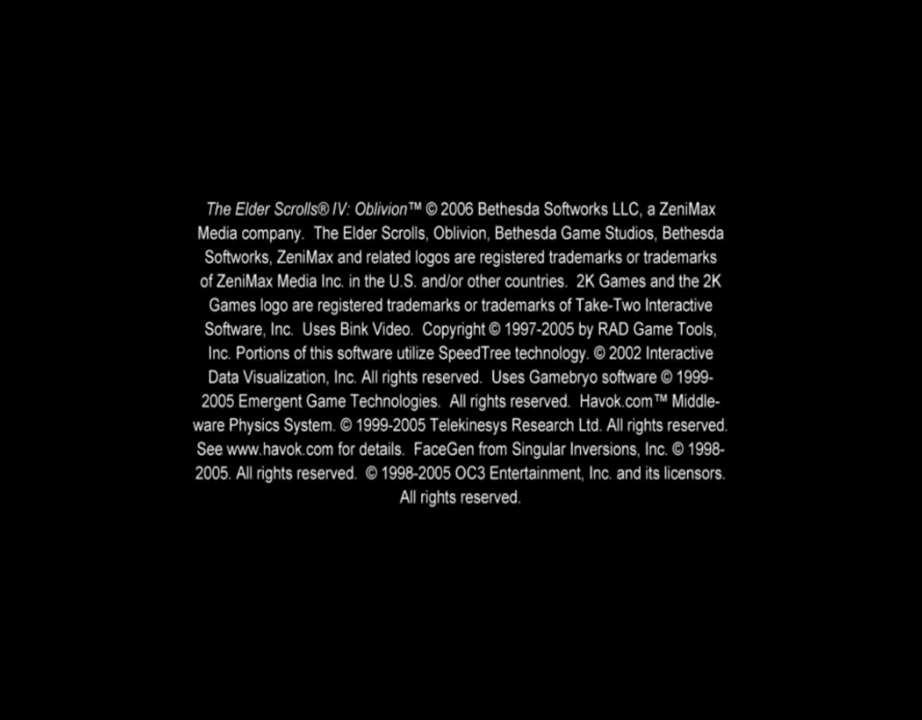 The Elder Scrolls® IV: Oblivion™ © 2006 Bethesda Softworks LLC, a ZeniMax
Media company.  The Elder Scrolls, Oblivion, Bethesda Game Studios, Bethesda
Softworks, ZeniMax and related logos are registered trademarks or trademarks
of ZeniMax Media Inc. in the U.S. and/or other countries.  2K Games and the 2K
Games logo are registered trademarks or trademarks of Take-Two Interactive
Software, Inc.  Uses Bink Video.  Copyright © 1997-2005 by RAD Game Tools,
Inc. Portions of this software utilize SpeedTree technology. © 2002 Interactive
Data Visualization, Inc. All rights reserved.  Uses Gamebryo software © 1999-
2005 Emergent Game Technologies.  All rights reserved.  Havok.com™ Middle-
ware Physics System. © 1999-2005 Telekinesys Research Ltd. All rights reserved.
See www.havok.com for details.  FaceGen from Singular Inversions, Inc. © 1998-
2005. All rights reserved.  © 1998-2005 OC3 Entertainment, Inc. and its licensors.
All rights reserved.